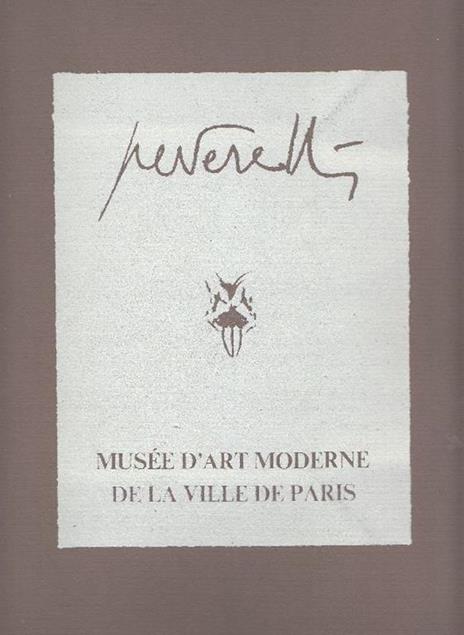 peverelli
MUSÉE D'ART MODERNE
DE LA VILLE DE PARIS